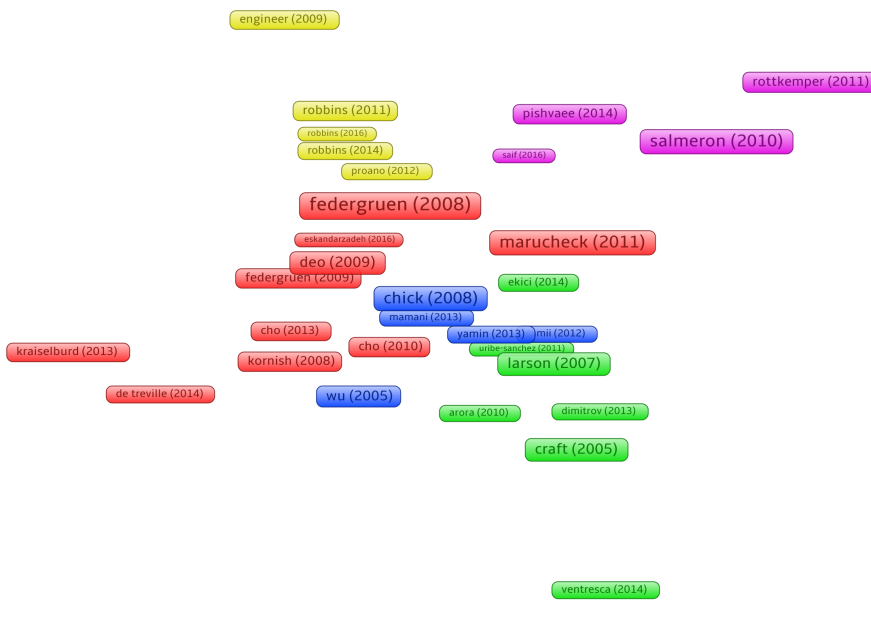 engineer (2009)
rottkemper (2011)
robbins (2011)
pishvaee (2014)
robbins (2016)
salmeron (2010)
robbins (2014)
saif (2016)
proano (2012)
federgruen (2008)
eskandarzadeh (2016)
marucheck (2011)
deo (2009)
federgruen (2009)
ekici (2014)
chick (2008)
mamani (2013)
cho (2013)
yamin (2013)
mii (2012)
cho (2010)
uribe-sanchez (2011)
kraiselburd (2013)
kornish (2008)
larson (2007)
de treville (2014)
wu (2005)
arora (2010)
dimitrov (2013)
craft (2005)
ventresca (2014)